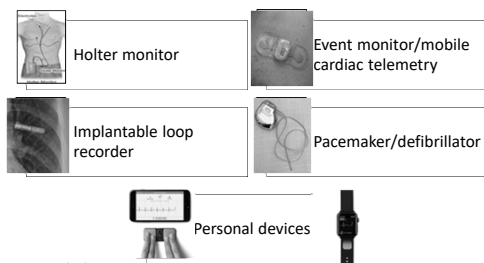 Holter monitor
Event monitor/mobile
cardiac telemetry
Implantable loop
recorder
Pacemaker/defibrillator
Personal devices